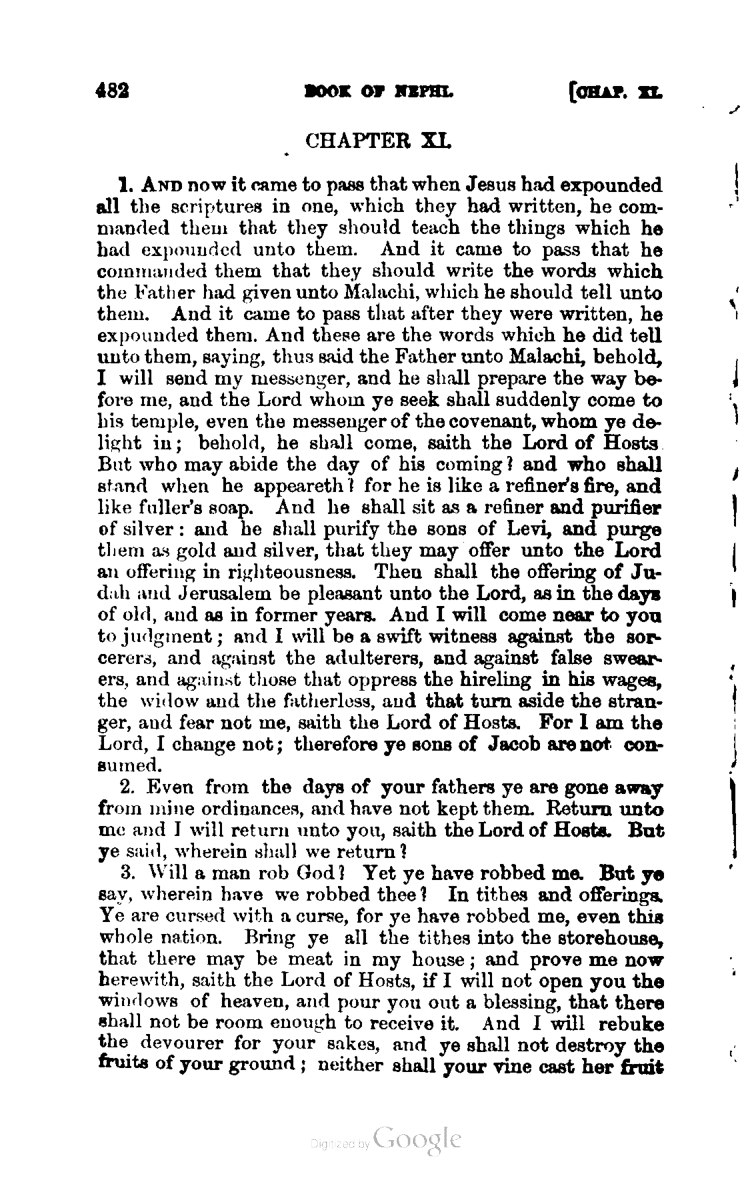 482 BOOK OF NEPHI. [CHAP. XI.
CHAPTER XI.
1. AND now it came to pass that when Jesus had expounded
all the scriptures in one, which they had written, he com-
manded them that they should teach the things which he
had expounded unto them. And it came to pass that he
commanded them that they should write the words which
the Father had given unto Malachi, which he should tell unto
them. And it came to pass that after they were written, he
expounded them. And these are the words which he did tell
unto them, saying, thus said the Father unto Malachi, behold,
I will send my messenger, and he shall prepare the way be-
fore me, and the Lord whom ye seek shall suddenly come to
his temple, even the messenger of the covenant, whom ye de-
light in; behold, he shall come, saith the Lord of Hosts.
But who may abide the day of his coming? and who shall
stand when he appeareth? for he is like a refiner's fire, and
like fuller's soap. And he shall sit as a refiner and purifier
of silver: and he shall purify the sons of Levi, and purge
them as gold and silver, that they may offer unto the Lord
an offering in righteousness. Then shall the offering of Ju-
dah and Jerusalem be pleasant unto the Lord, as in the days
of old, and as in former years. And I will come near to you
to judgment; and I will be a swift witness against the sor-
cerers, and against the adulterers, and against false swear-
ers, and against those that oppress the hireling in his wages,
the widow and the fatherless, and that turn aside the stran-
ger, and fear not me, saith the Lord of Hosts. For I am the
Lord, I change not; therefore ye sons of Jacob are not con-
sumed.
2. Even from the days of your fathers ye are gone away
from mine ordinances, and have not kept them. Return unto
me and I will return unto you, saith the Lord of Hosts. But
ye said, wherein shall we return?
3. Will a man rob God? Yet ye have robbed me. But ye
say, wherein have we robbed thee? In tithes and offerings.
Ye are cursed with a curse, for ye have robbed me, even this
whole nation. Bring ye all the tithes into the storehouse,
that there may be meat in my house; and prove me now
herewith, saith the Lord of Hosts, if I will not open you the
windows of heaven, and pour you out a blessing, that there
shall not be room enough to receive it. And I will rebuke
the devourer for your sakes, and ye shall not destroy the
fruits of your ground; neither shall your vine cast her fruit
Digitized by Google